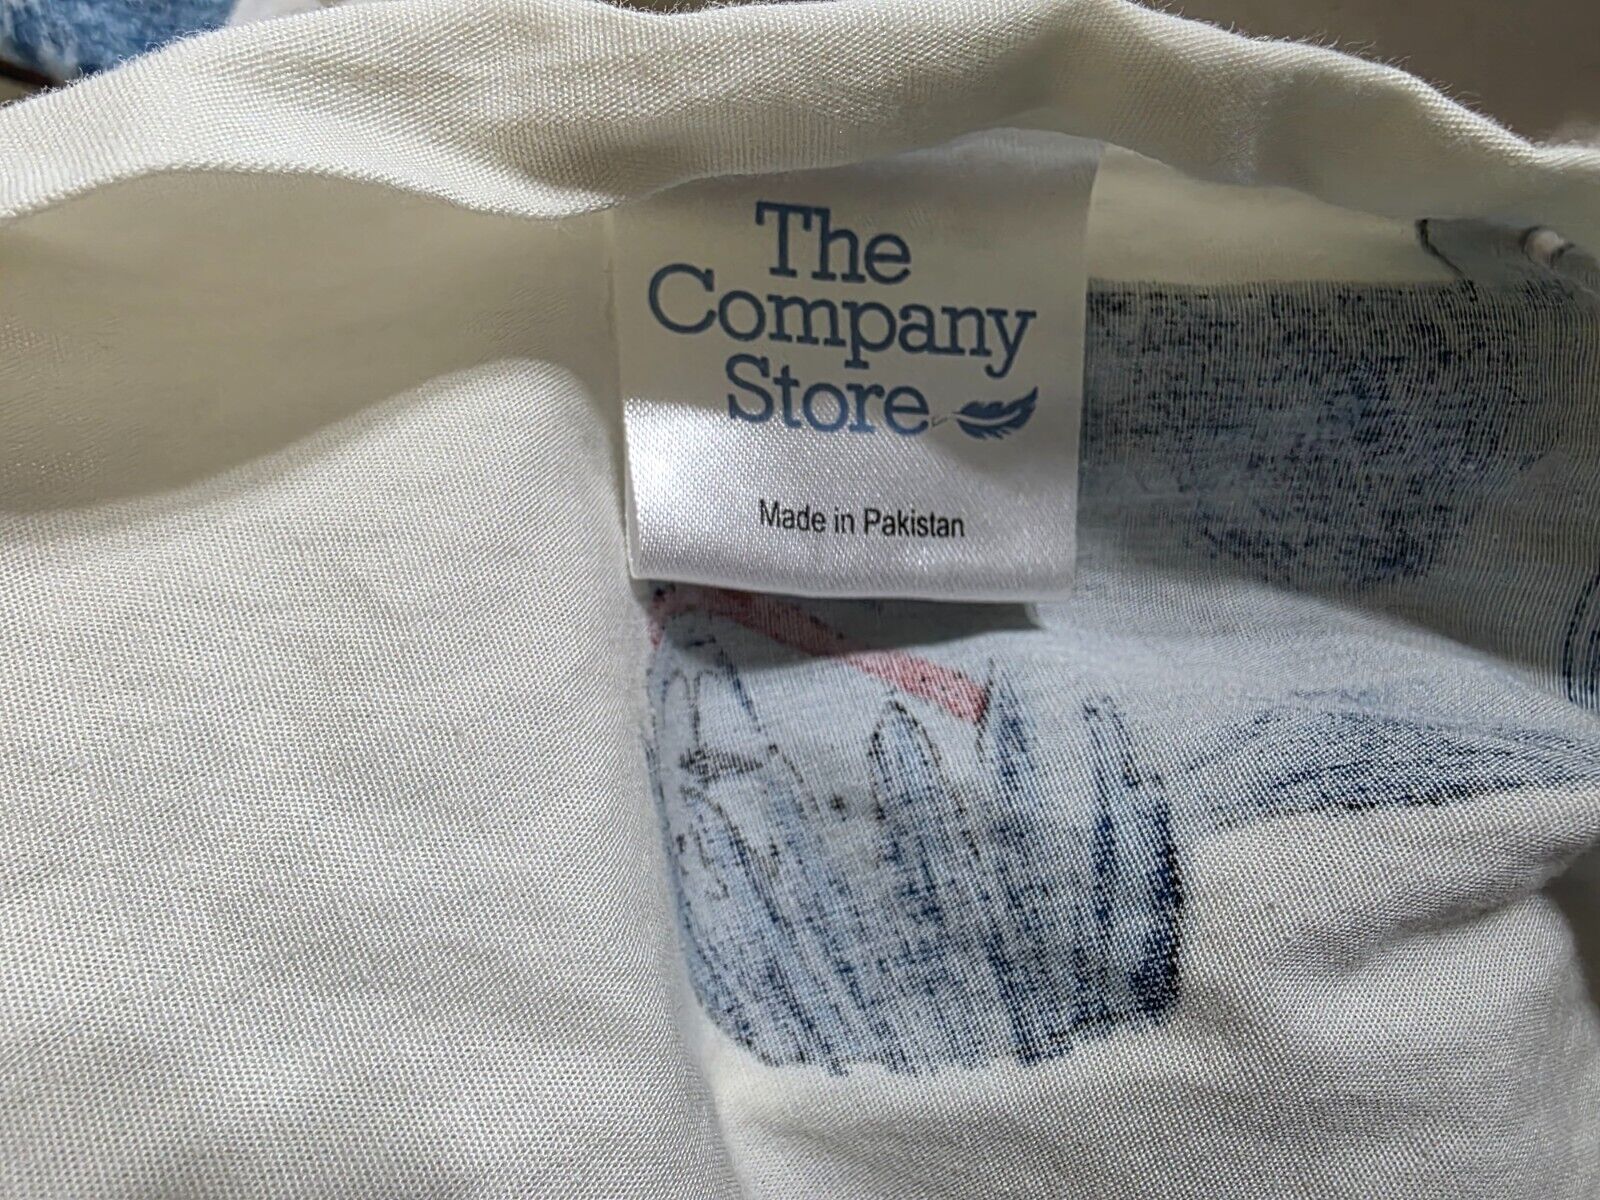 The
Company
Store
Made in Pakistan